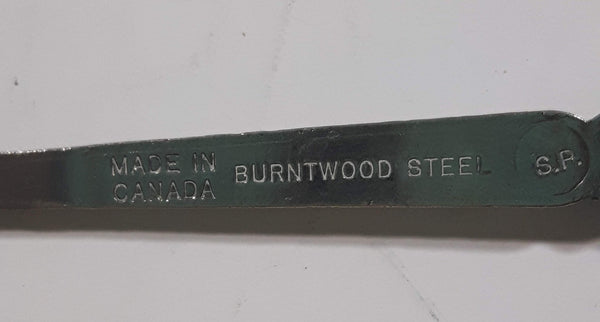 MADE IN
CANADA
BURNTWOOD STEEL
S.P.